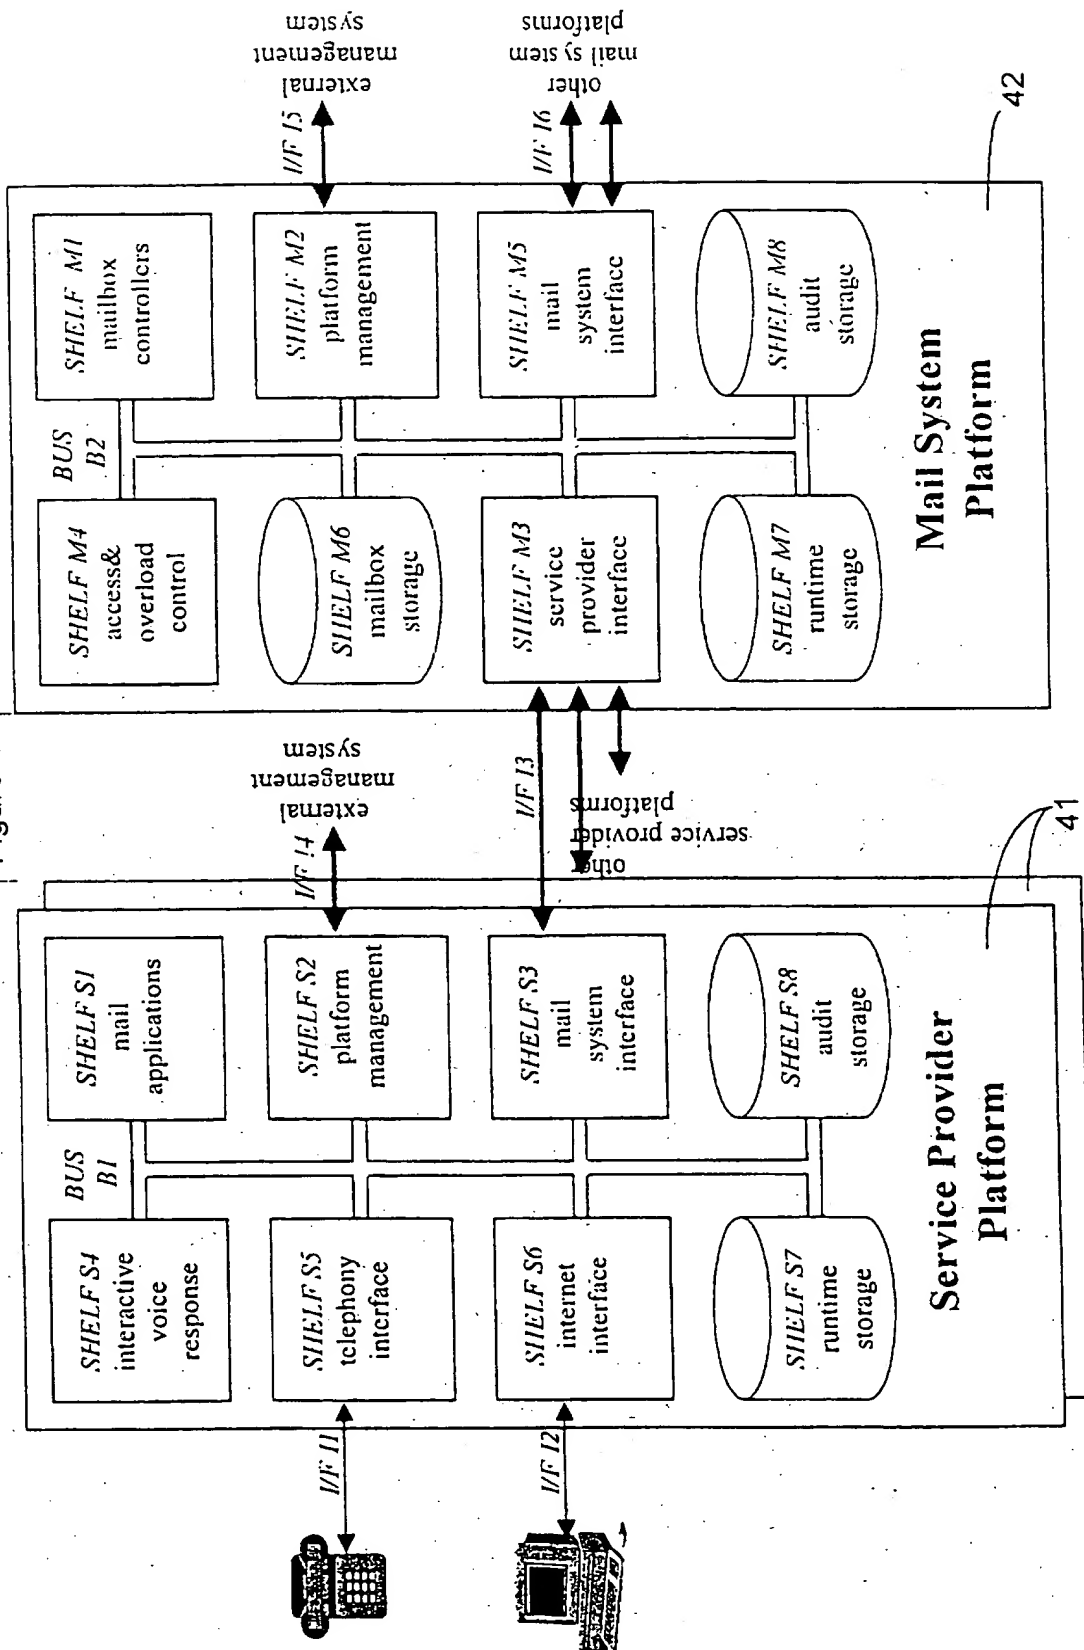 Figure
SHELF S4
interactive
voice
response
BUS
B1
SHELF S1
mail
applications
SHELF S5
telephony
interface
SHELF S2
platform
management
SHELF S6
internet
interface
SHELF S3
mail
system
interface
SHELF S7
runtime
storage
SHELF S8
audit
storage
Service Provider
Platform
41
I/F I1
I/F I2
I/F I4
external
management
system
I/F I3
other
service provider
platforms
SHELF M4
access&
overload
control
BUS
B2
SHELF M1
mailbox
controllers
SHELF M6
mailbox
storage
SHELF M2
platform
management
SHELF M3
service
provider
interface
SHELF M5
mail
system
interface
SHELF M7
runtime
storage
SHELF M8
audit
storage
Mail System
Platform
42
I/F I5
external
management
system
I/F I6
other
mail system
platforms